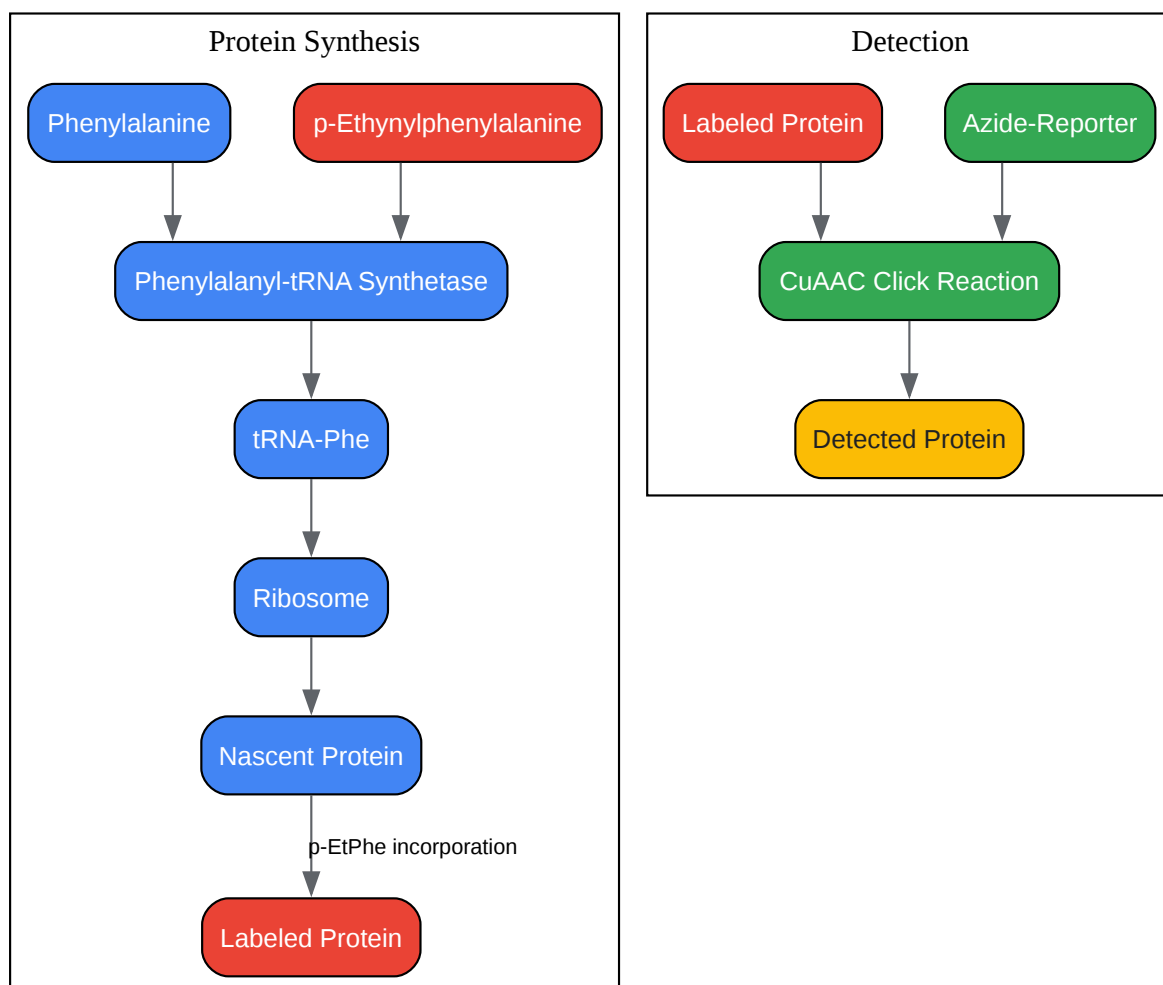 Protein Synthesis
Phenylalanine
p-Ethynylphenylalanine
Phenylalanyl-tRNA Synthetase
tRNA-Phe
Ribosome
Nascent Protein
p-EtPhe incorporation
Labeled Protein
Detection
Labeled Protein
Azide-Reporter
CuAAC Click Reaction
Detected Protein